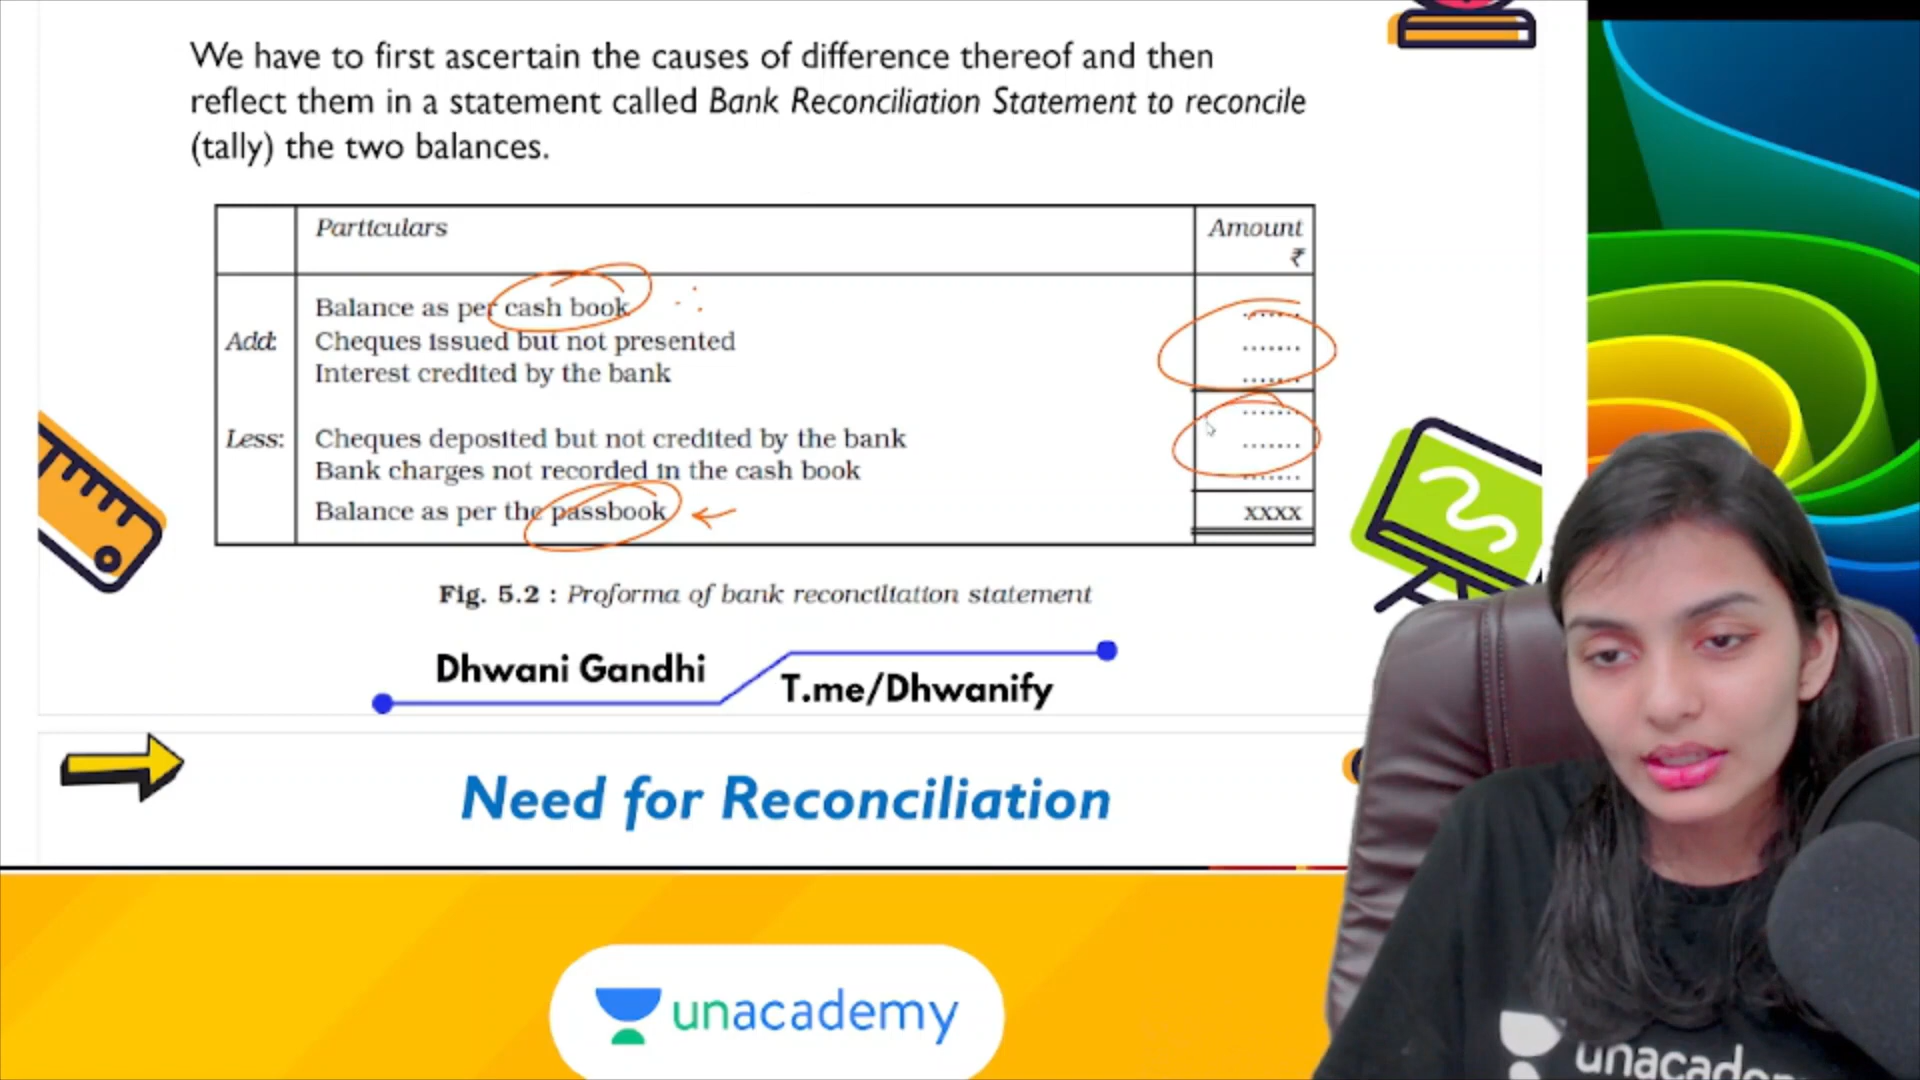 We have to first ascertain the causes of difference thereof and then
reflect them in a statement called Bank Reconciliation Statement to reconcile
(tally) the two balances.
Particulars Amount
₹
Balance as per cash book .......
Add: Cheques issued but not presented .......
Interest credited by the bank .......
.......
Less: Cheques deposited but not credited by the bank .......
Bank charges not recorded in the cash book .......
Balance as per the passbook xxxx
Fig. 5.2 : Proforma of bank reconciliation statement
Dhwani Gandhi
T.me/Dhwanify
Need for Reconciliation
unacademy
unacade